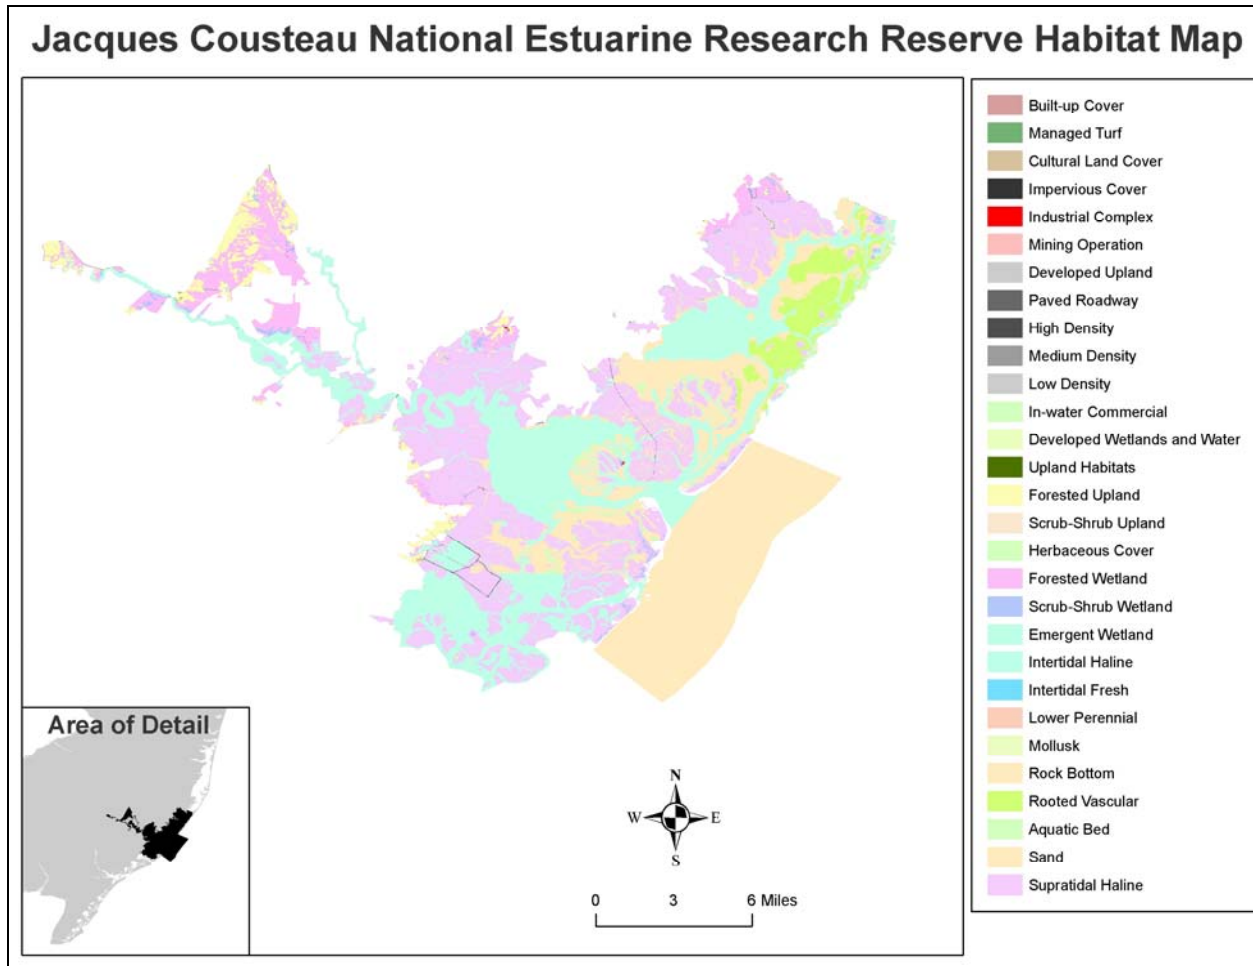 Jacques Cousteau National Estuarine Research Reserve Habitat Map
Built-up Cover
Managed Turf
Cultural Land Cover
Impervious Cover
Industrial Complex
Mining Operation
Developed Upland
Paved Roadway
High Density
Medium Density
Low Density
In-water Commercial
Developed Wetlands and Water
Upland Habitats
Forested Upland
Scrub-Shrub Upland
Herbaceous Cover
Forested Wetland
Scrub-Shrub Wetland
Emergent Wetland
Intertidal Haline
Intertidal Fresh
Lower Perennial
Mollusk
Rock Bottom
Rooted Vascular
Aquatic Bed
Sand
Supratidal Haline
Area of Detail
N
W E
S
0 3 6 Miles